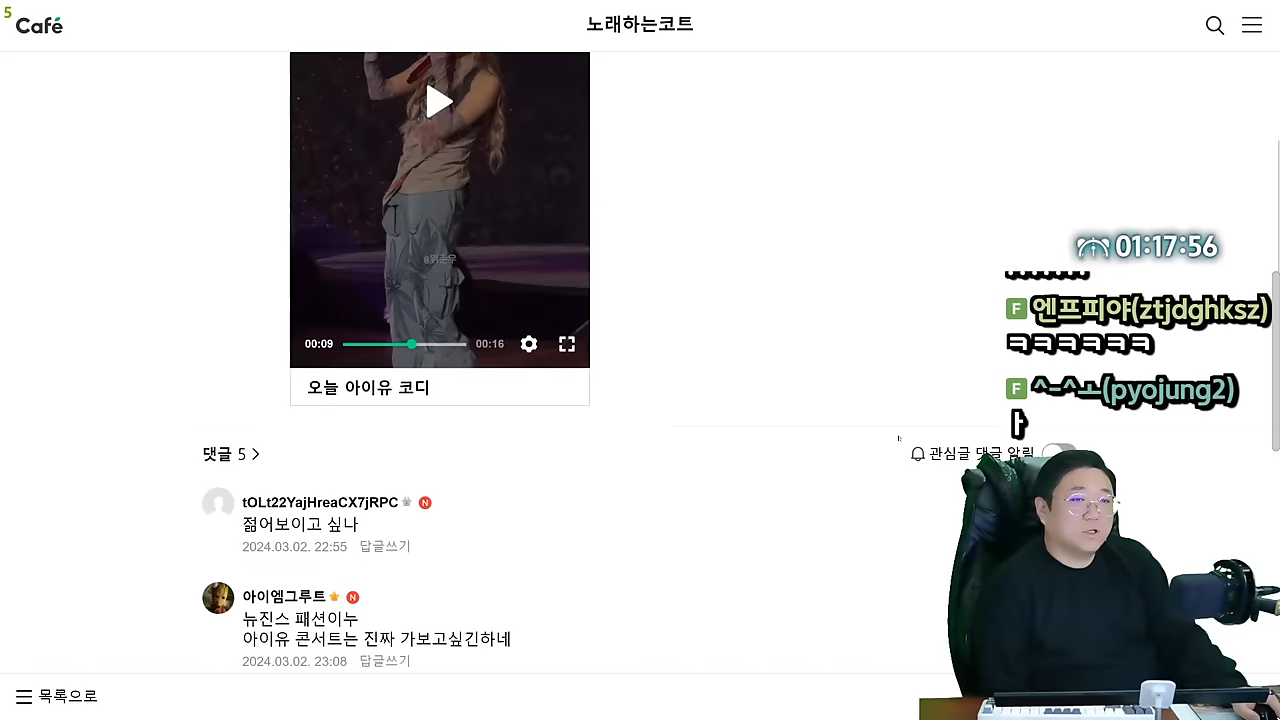 5
Café
노래하는코트
01:17:56
F 엔프피야(ztjdghksz)
ㅋㅋㅋㅋㅋㅋ
F ^-^ㅗ(pyojung2)
ㅏ
00:09
00:16
오늘 아이유 코디
댓글 5
관심글 댓글 알림
tOLt22YajHreaCX7jRPC N
젊어보이고 싶나
2024.03.02. 22:55 답글쓰기
아이엠그루트 N
뉴진스 패션이누
아이유 콘서트는 진짜 가보고싶긴하네
2024.03.02. 23:08 답글쓰기
목록으로